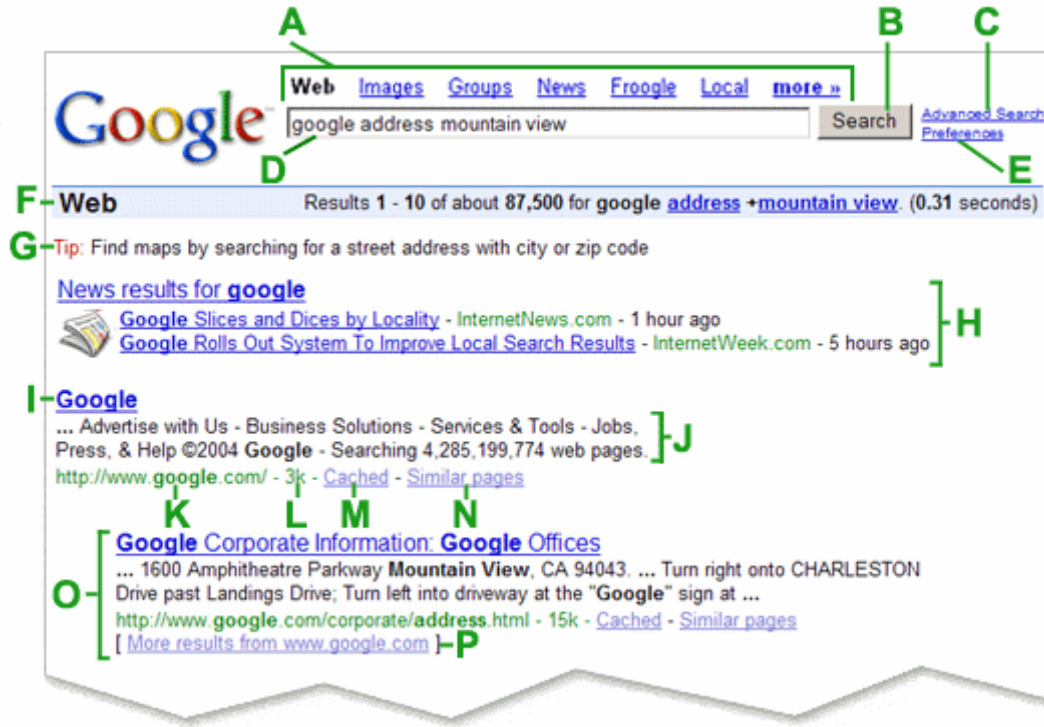 A B C
Web Images Groups News Froogle Local more »
Google™
google address mountain view Search Advanced Search
Preferences
D E
F Web Results 1 - 10 of about 87,500 for google address +mountain view. (0.31 seconds)
G Tip: Find maps by searching for a street address with city or zip code
News results for google
Google Slices and Dices by Locality - InternetNews.com - 1 hour ago
H
Google Rolls Out System To Improve Local Search Results - InternetWeek.com - 5 hours ago
I Google
... Advertise with Us - Business Solutions - Services & Tools - Jobs,
J
Press, & Help ©2004 Google - Searching 4,285,199,774 web pages.
http://www.google.com/ - 3k - Cached - Similar pages
K L M N
Google Corporate Information: Google Offices
... 1600 Amphitheatre Parkway Mountain View, CA 94043. ... Turn right onto CHARLESTON
O Drive past Landings Drive; Turn left into driveway at the "Google" sign at ...
http://www.google.com/corporate/address.html - 15k - Cached - Similar pages
[ More results from www.google.com ] P